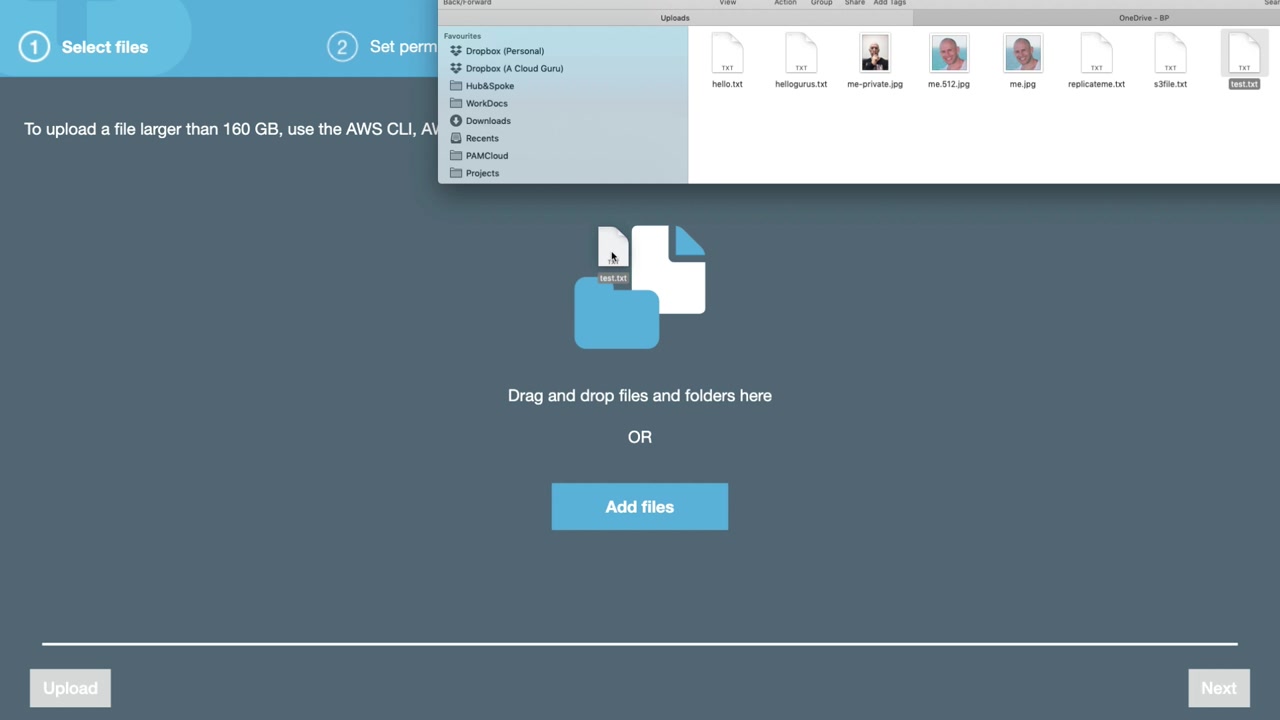 Back/Forward View Action Group Share Add Tags Sear
Uploads OneDrive - BP
1 Select files
2 Set perm
To upload a file larger than 160 GB, use the AWS CLI, AW
Favourites
Dropbox (Personal)
Dropbox (A Cloud Guru)
Hub&Spoke
WorkDocs
Downloads
Recents
PAMCloud
Projects
TXT TXT TXT TXT TXT
hello.txt hellogurus.txt me-private.jpg me.512.jpg me.jpg replicateme.txt s3file.txt test.txt
TXT
test.txt
Drag and drop files and folders here
OR
Add files
Upload Next